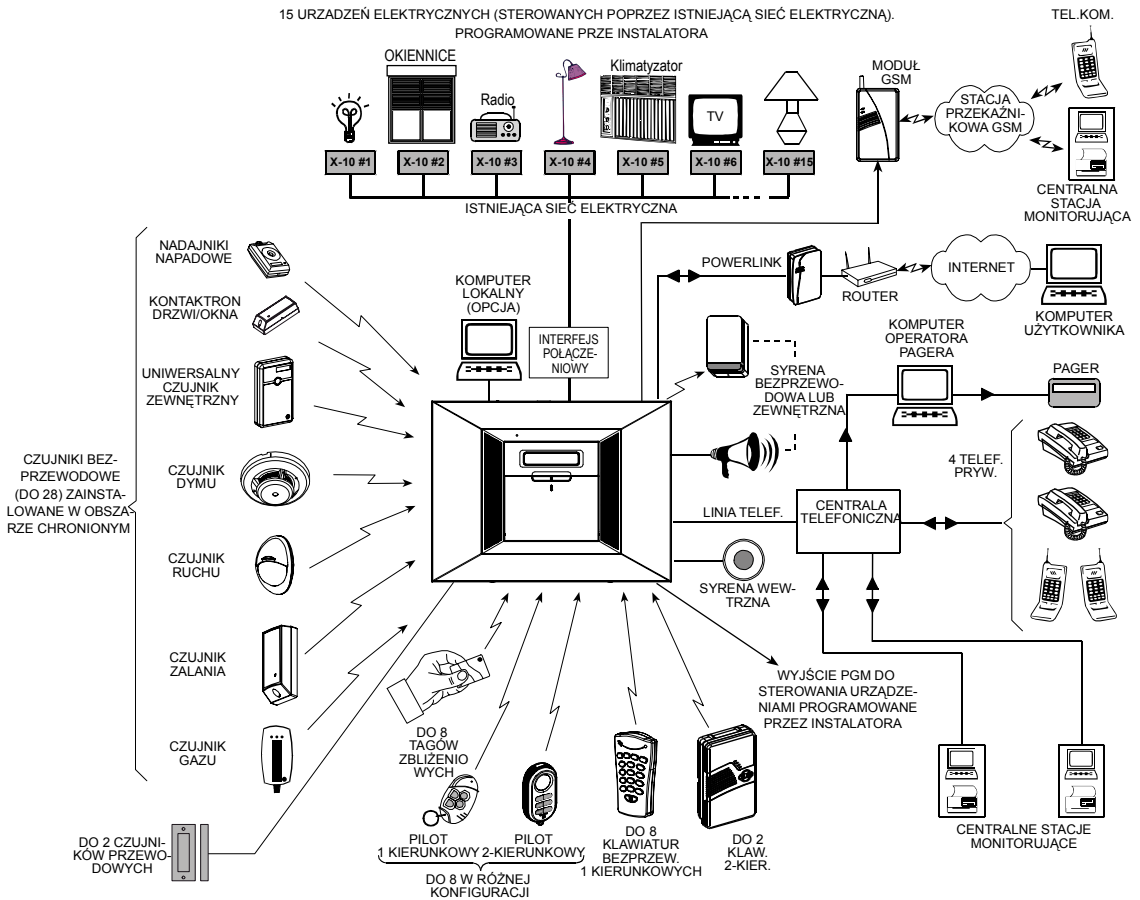 15 URZADZEŃ ELEKTRYCZNYCH (STEROWANYCH POPRZEZ ISTNIEJĄCĄ SIEĆ ELEKTRYCZNĄ).
PROGRAMOWANE PRZE INSTALATORA
TEL.KOM.
OKIENNICE
Radio
Klimatyzator
TV
MODUŁ
GSM
STACJA
PRZEKAŹNI-
KOWA GSM
X-10 #1
X-10 #2
X-10 #3
X-10 #4
X-10 #5
X-10 #6
X-10 #15
ISTNIEJĄCA SIEĆ ELEKTRYCZNA
CENTRALNA
STACJA
MONITORUJĄCA
NADAJNIKI
NAPADOWE
KONTAKTRON
DRZWI/OKNA
UNIWERSALNY
CZUJNIK
ZEWNĘTRZNY
CZUJNIKI BEZ-
PRZEWODOWE
(DO 28) ZAINSTA-
LOWANE W OBSZA
RZE CHRONIONYM
CZUJNIK
DYMU
CZUJNIK
RUCHU
CZUJNIK
ZALANIA
CZUJNIK
GAZU
DO 2 CZUJNI-
KÓW PRZEWO-
DOWYCH
KOMPUTER
LOKALNY
(OPCJA)
INTERFEJS
POŁĄCZE-
NIOWY
POWERLINK
ROUTER
INTERNET
KOMPUTER
UŻYTKOWNIKA
SYRENA
BEZPRZEWO-
DOWA LUB
ZEWNĘTRZNA
KOMPUTER
OPERATORA
PAGERA
PAGER
4 TELEF.
PRYW.
LINIA TELEF.
CENTRALA
TELEFONICZNA
SYRENA WEW-
TRZNA
WYJŚCIE PGM DO
STEROWANIA URZĄDZE-
NIAMI PROGRAMOWANE
PRZEZ INSTALATORA
DO 8
TAGÓW
ZBLIŻENIO
WYCH
PILOT
1 KIERUNKOWY
PILOT
2-KIERUNKOWY
DO 8 W RÓŻNEJ
KONFIGURACJI
DO 8
KLAWIATUR
BEZPRZEW.
1 KIERUNKOWYCH
DO 2
KLAW.
2-KIER.
CENTRALNE STACJE
MONITORUJĄCE